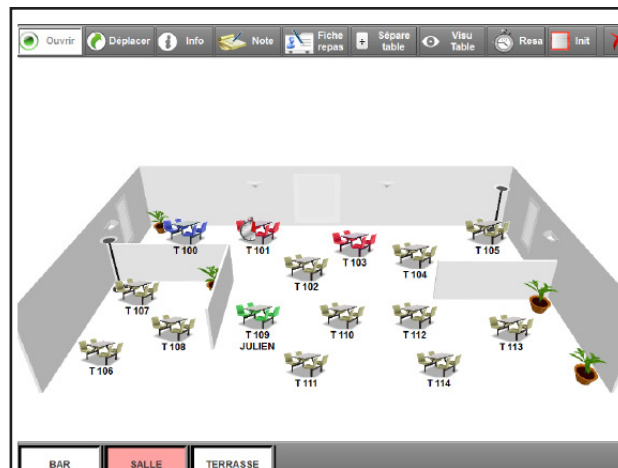 Ouvrir
Déplacer
Info
Note
Fiche
repas
Sépare
table
Visu
Table
Resa
Init
T 100
T 101
T 103
T 105
T 102
T 104
T 107
T 108
T 109
JULIEN
T 110
T 112
T 113
T 106
T 111
T 114
BAR
SALLE
TERRASSE